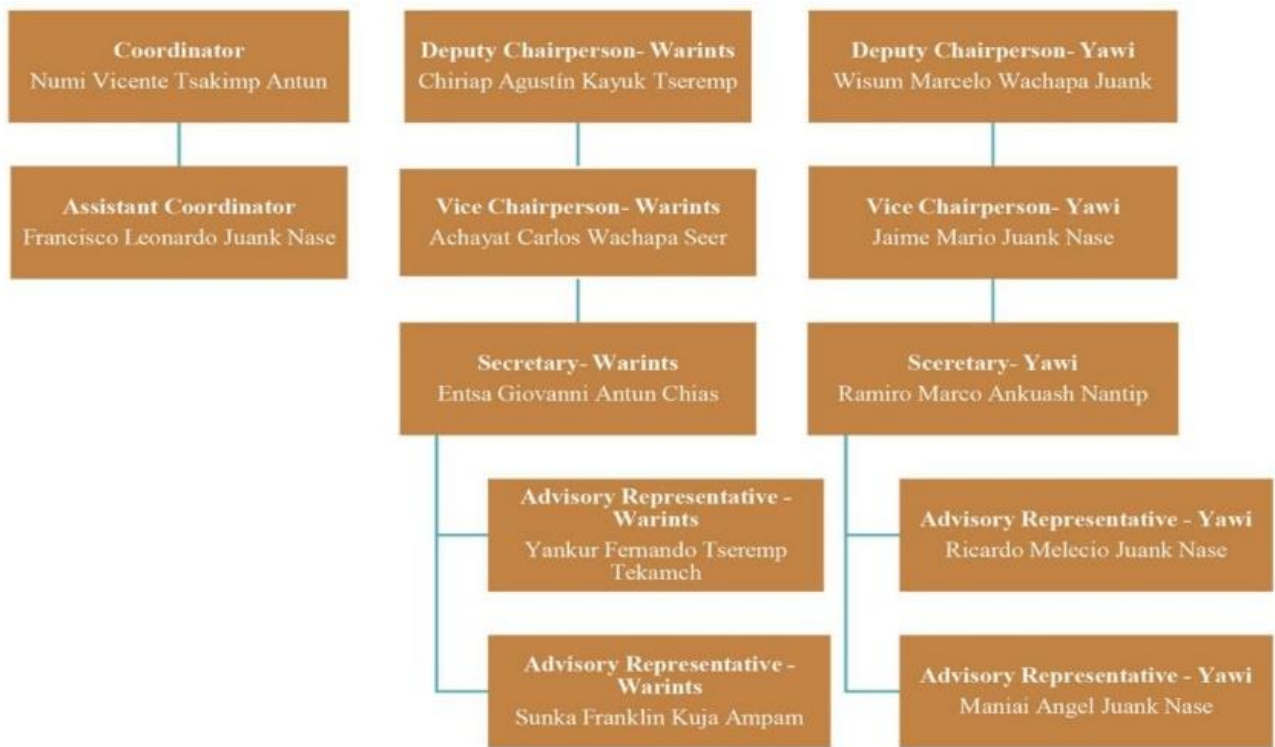 Coordinator
Numi Vicente Tsakimp Antun
Assistant Coordinator
Francisco Leonardo Juank Nase
Deputy Chairperson- Warints
Chiriap Agustín Kayuk Tseremp
Vice Chairperson- Warints
Achayat Carlos Wachapa Seer
Secretary- Warints
Entsa Giovanni Antun Chias
Advisory Representative -
Warints
Yankur Fernando Tseremp
Tekamch
Advisory Representative -
Warints
Sunka Franklin Kuja Ampam
Deputy Chairperson- Yawi
Wisum Marcelo Wachapa Juank
Vice Chairperson- Yawi
Jaime Mario Juank Nase
Secretary- Yawi
Ramiro Marco Ankuash Nantip
Advisory Representative - Yawi
Ricardo Melecio Juank Nase
Advisory Representative - Yawi
Maniai Angel Juank Nase